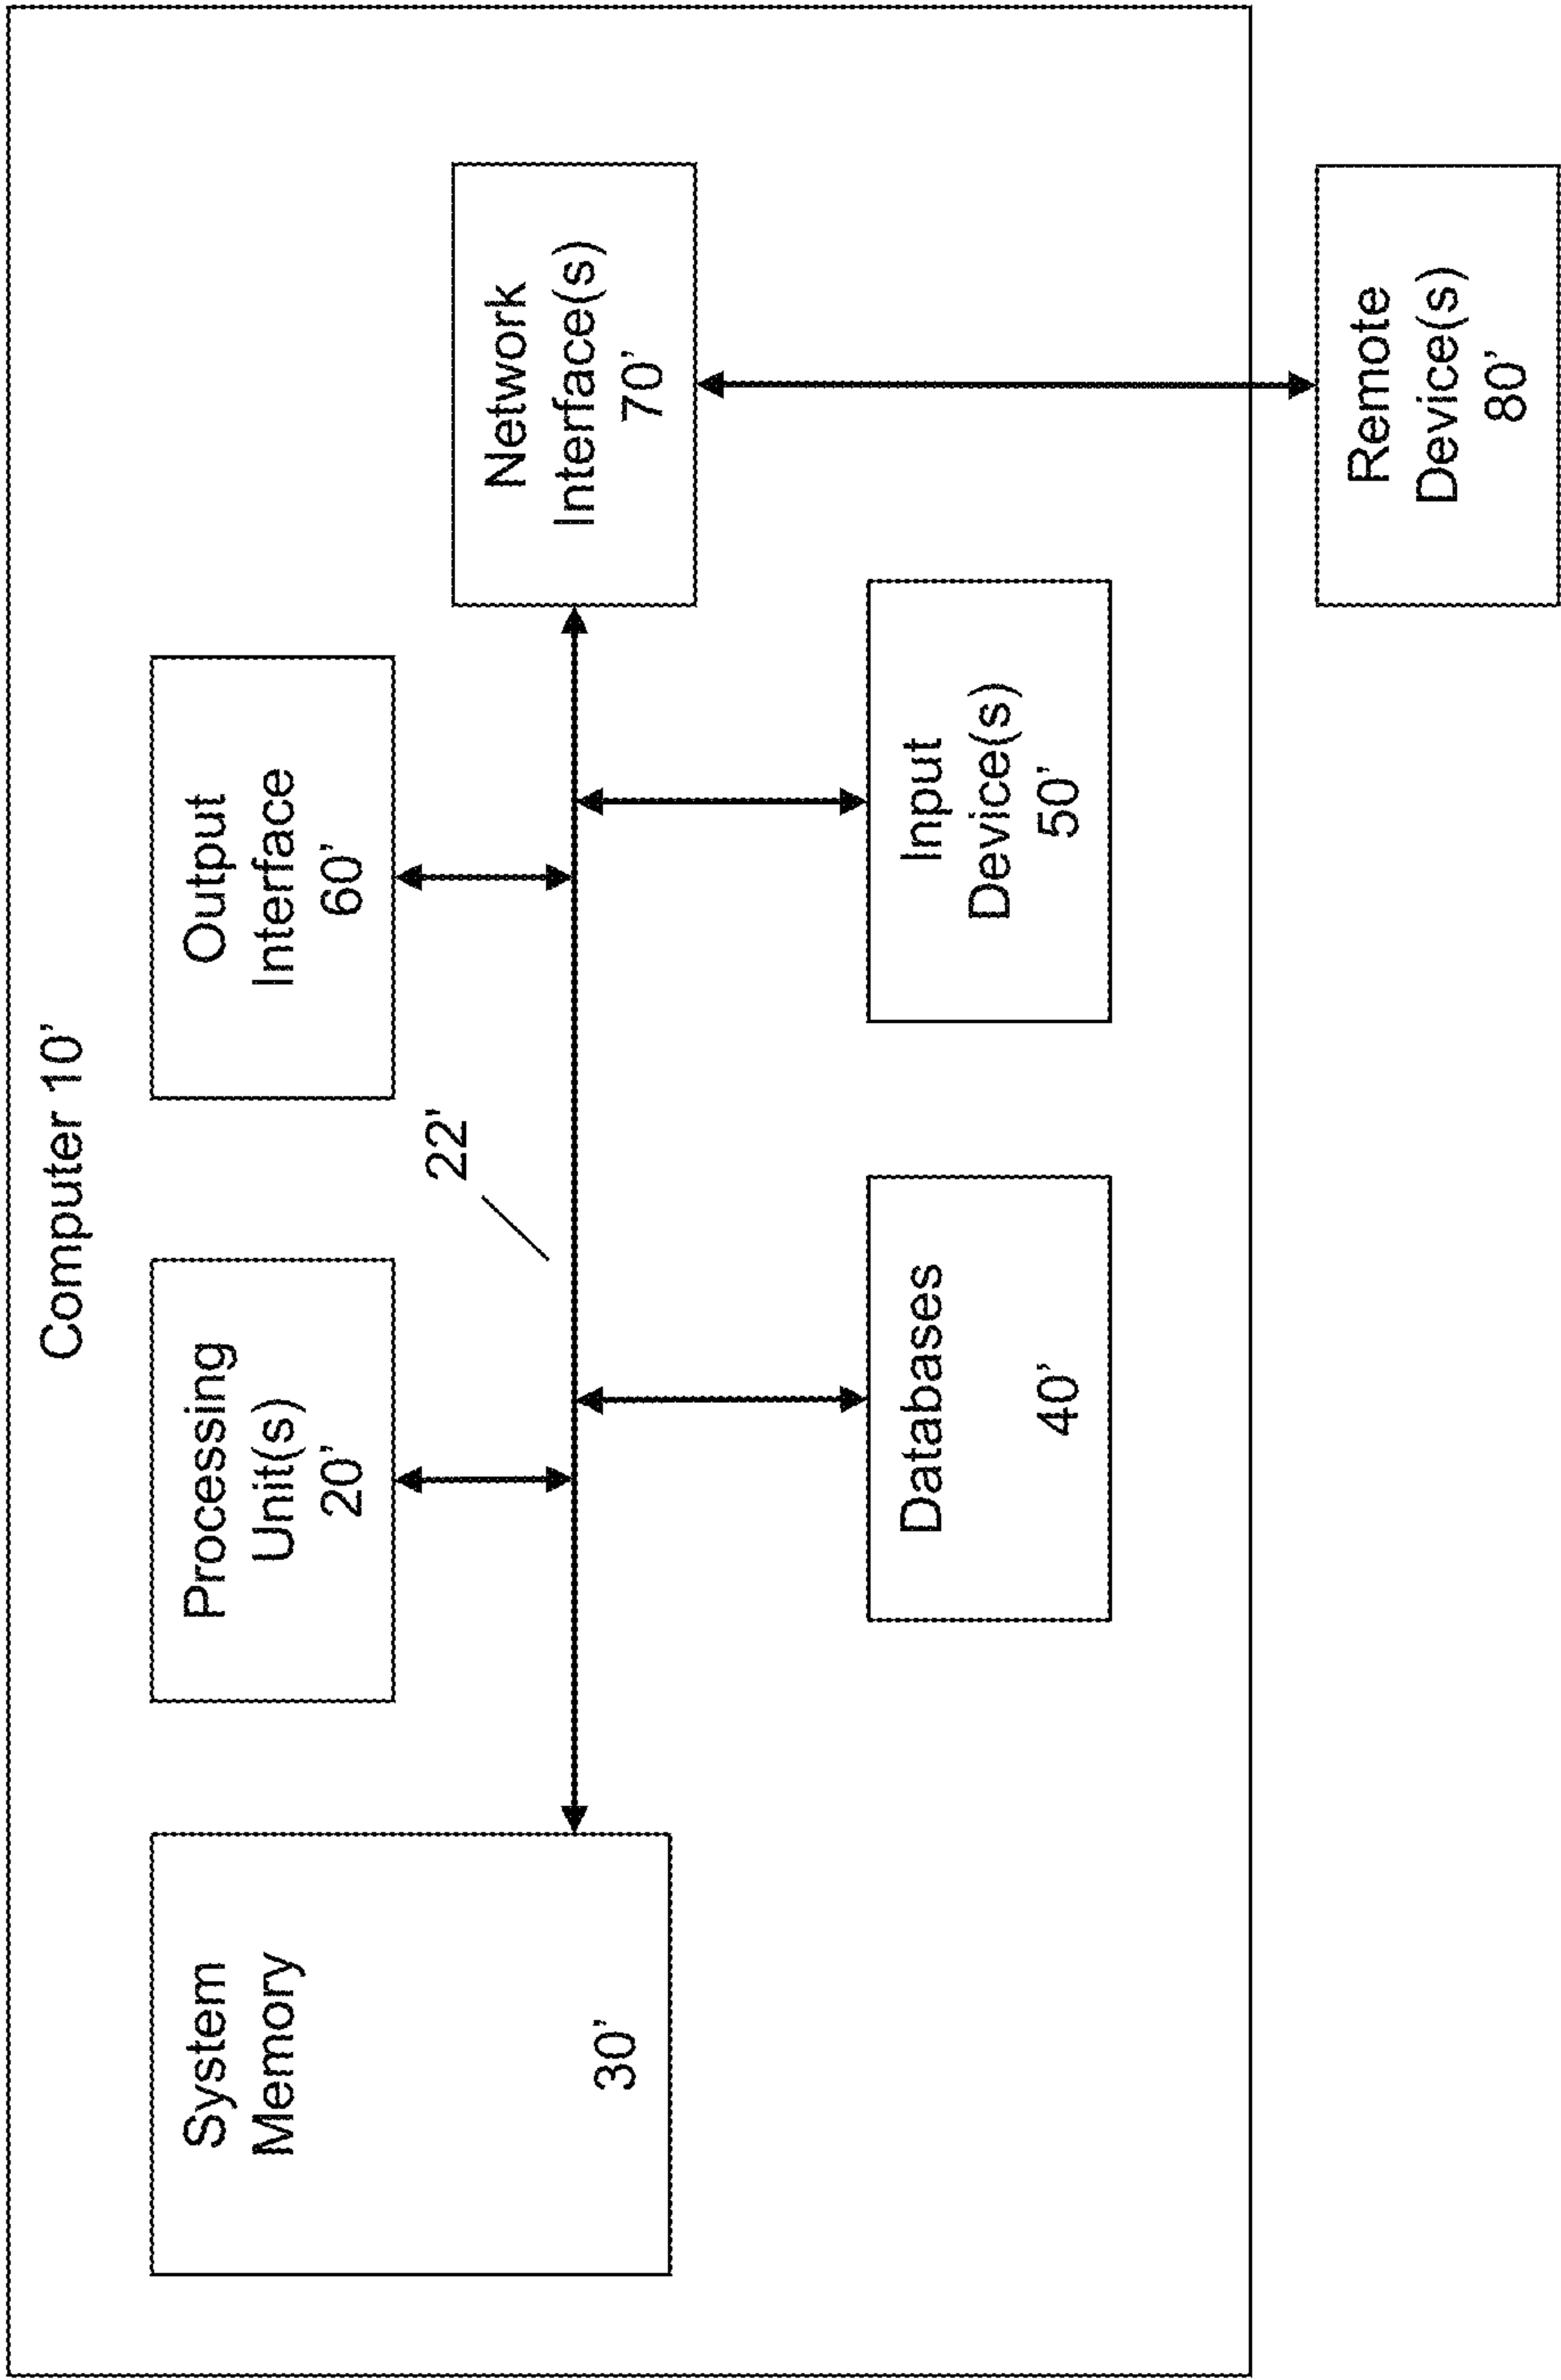 Computer 10’
System
Memory
30’
Processing
Unit(s)
20’
Output
Interface
60’
22'
Network
Interface(s)
70’
Databases
40’
Input
Device(s)
50’
Remote
Device(s)
80’